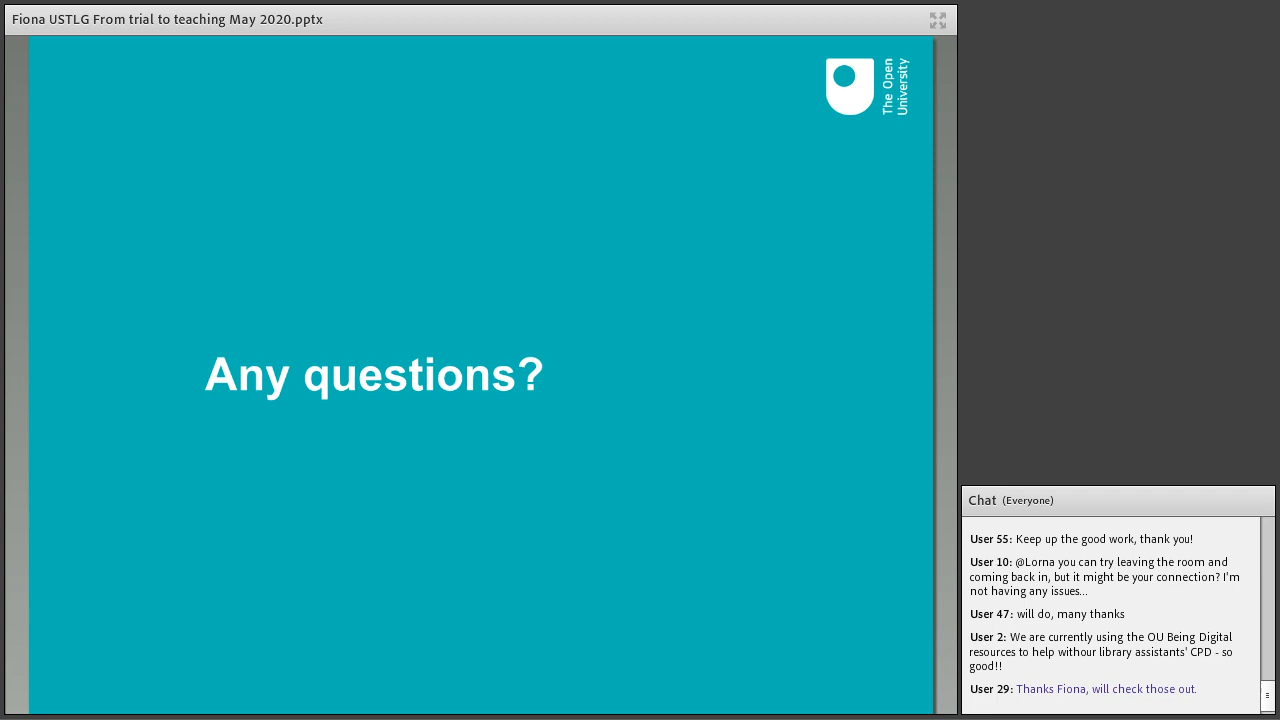 Fiona USTLG From trial to teaching May 2020.pptx
The Open
University
Any questions?
Chat (Everyone)
User 55: Keep up the good work, thank you!
User 10: @Lorna you can try leaving the room and
coming back in, but it might be your connection? I'm
not having any issues...
User 47: will do, many thanks
User 2: We are currently using the OU Being Digital
resources to help withour library assistants' CPD - so
good!!
User 29: Thanks Fiona, will check those out.